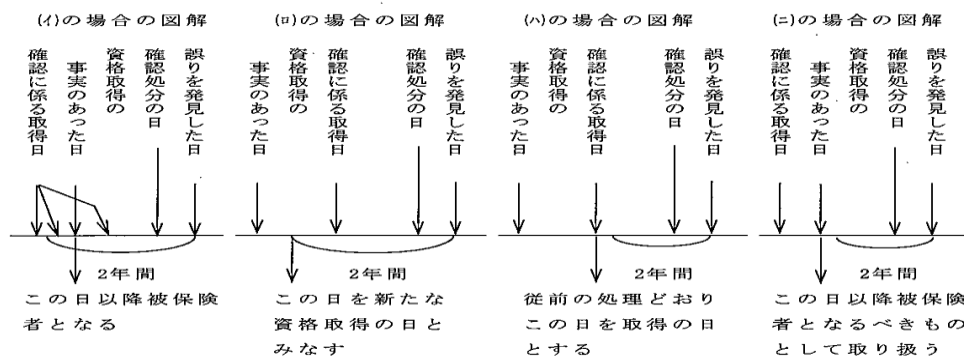 (イ)の場合の図解
確認に係る取得日
事実のあった日
資格取得の
確認処分の日
誤りを発見した日
2年間
この日以降被保険
者となる
(ロ)の場合の図解
事実のあった日
資格取得の
確認に係る取得日
確認処分の日
誤りを発見した日
2年間
この日を新たな
資格取得の日と
みなす
(ハ)の場合の図解
事実のあった日
資格取得の
確認に係る取得日
確認処分の日
誤りを発見した日
2年間
従前の処理どおり
この日を取得の日
とする
(ニ)の場合の図解
確認に係る取得日
事実のあった日
資格取得の
確認処分の日
誤りを発見した日
2年間
この日以降被保険
者となるべきもの
として取り扱う